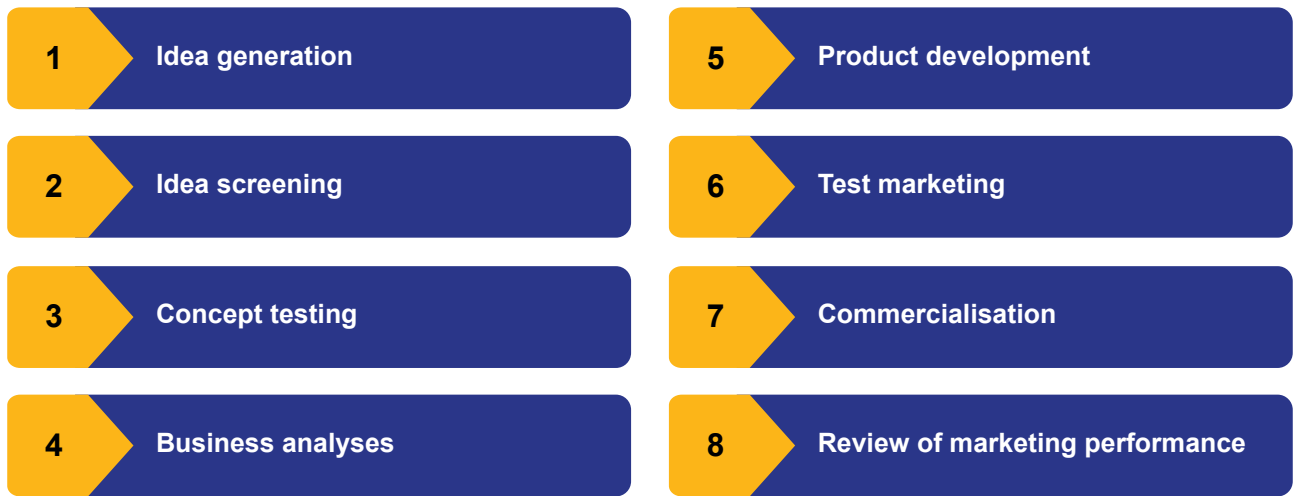 1 Idea generation
2 Idea screening
3 Concept testing
4 Business analyses
5 Product development
6 Test marketing
7 Commercialisation
8 Review of marketing performance